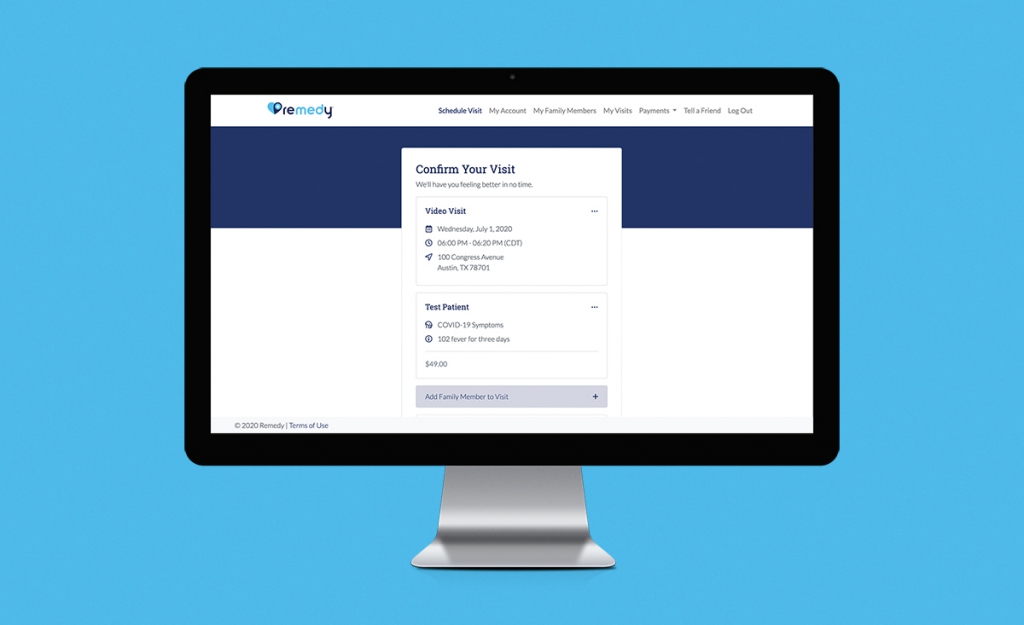 remedy
Schedule Visit My Account My Family Members My Visits Payments Tell a Friend Log Out
Confirm Your Visit
We'll have you feeling better in no time.
Video Visit
Wednesday, July 1, 2020
06:00 PM - 06:20 PM (CDT)
100 Congress Avenue
Austin, TX 78701
Test Patient
COVID-19 Symptoms
102 fever for three days
$49.00
Add Family Member to Visit +
© 2020 Remedy | Terms of Use